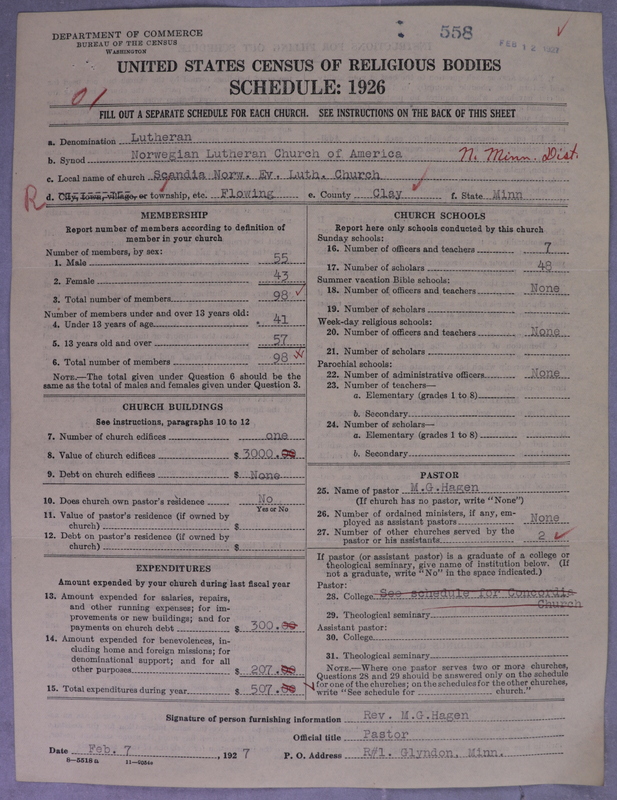 558
FEB 12 1927
DEPARTMENT OF COMMERCE
BUREAU OF THE CENSUS
WASHINGTON
UNITED STATES CENSUS OF RELIGIOUS BODIES
SCHEDULE: 1926
01
FILL OUT A SEPARATE SCHEDULE FOR EACH CHURCH. SEE INSTRUCTIONS ON THE BACK OF THIS SHEET
a. Denomination Lutheran
b. Synod Norwegian Lutheran Church of America N. Minn. Dist.
c. Local name of church Scandia Norw. Ev. Luth. Church
R d. City, town, village, or township, etc. Flowing e. County Clay f. State Minn
MEMBERSHIP
Report number of members according to definition of
member in your church
Number of members, by sex:
1. Male 55
2. Female 43
3. Total number of members 98
Number of members under and over 13 years old:
4. Under 13 years of age 41
5. 13 years old and over 57
6. Total number of members 98
NOTE.—The total given under Question 6 should be the
same as the total of males and females given under Question 3.
CHURCH BUILDINGS
See instructions, paragraphs 10 to 12
7. Number of church edifices one
8. Value of church edifices $ 3000.00
9. Debt on church edifices $ None
10. Does church own pastor's residence No
Yes or No
11. Value of pastor's residence (if owned by
church) $
12. Debt on pastor's residence (if owned by
church) $
EXPENDITURES
Amount expended by your church during last fiscal year
13. Amount expended for salaries, repairs,
and other running expenses; for im-
provements or new buildings; and for
payments on church debt $ 300.00
14. Amount expended for benevolences, in-
cluding home and foreign missions; for
denominational support; and for all
other purposes $ 207.00
15. Total expenditures during year $ 507.00
CHURCH SCHOOLS
Report here only schools conducted by this church
Sunday schools:
16. Number of officers and teachers 7
17. Number of scholars 48
Summer vacation Bible schools:
18. Number of officers and teachers None
19. Number of scholars
Week-day religious schools:
20. Number of officers and teachers None
21. Number of scholars
Parochial schools:
22. Number of administrative officers None
23. Number of teachers—
a. Elementary (grades 1 to 8)
b. Secondary
24. Number of scholars—
a. Elementary (grades 1 to 8)
b. Secondary
PASTOR
25. Name of pastor M.G.Hagen
(If church has no pastor, write "None")
26. Number of ordained ministers, if any, em-
ployed as assistant pastors None
27. Number of other churches served by the
pastor or his assistants 2
If pastor (or assistant pastor) is a graduate of a college or
theological seminary, give name of institution below. (If
not a graduate, write "No" in the space indicated.)
Pastor:
28. College See schedule for Concordia
Church
29. Theological seminary
Assistant pastor:
30. College
31. Theological seminary
NOTE.—Where one pastor serves two or more churches,
Questions 28 and 29 should be answered only on the schedule
for one of the churches; on the schedules for the other churches,
write "See schedule for church."
Signature of person furnishing information Rev. M.G.Hagen
Official title Pastor
Date Feb. 7, 1927 P. O. Address R#1. Glyndon, Minn.
8—5518 a